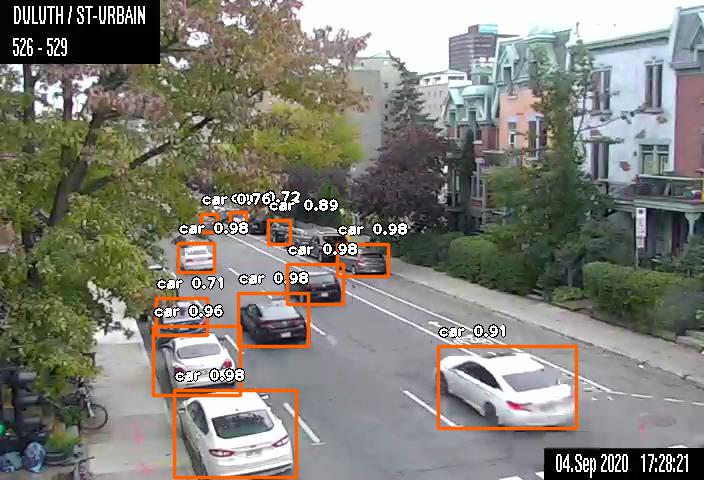 DULUTH / ST-URBAIN
526 - 529
car 0.76
0.72
car 0.89
car 0.98
car 0.98
car 0.98
car 0.98
car 0.71
car 0.96
car 0.91
car 0.98
04.Sep 2020 17:28:21